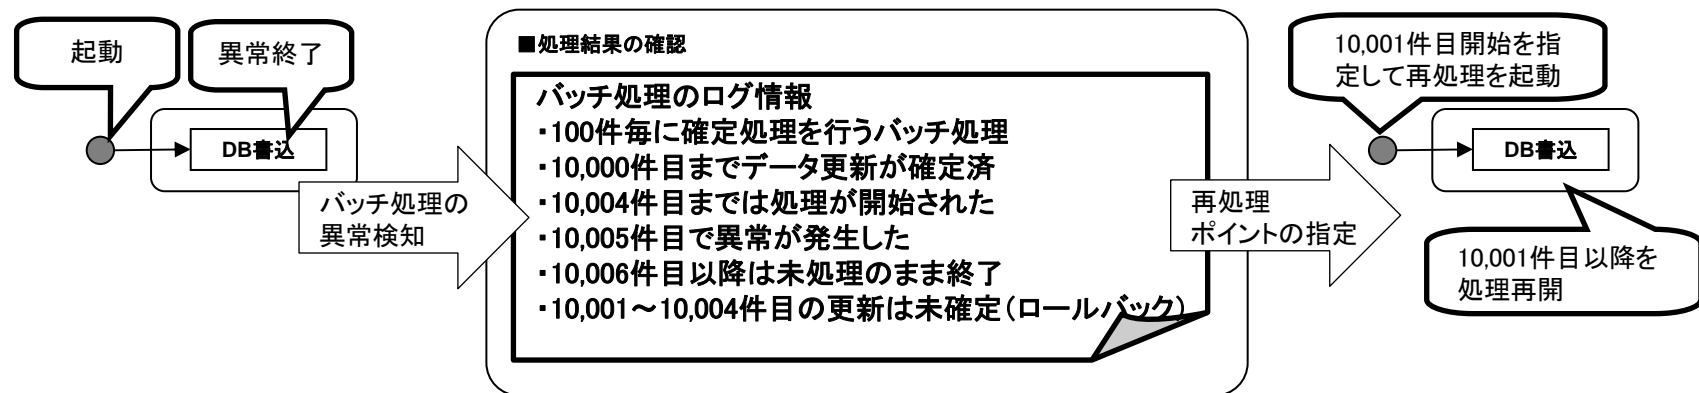 起動
異常終了
DB書込
バッチ処理の
異常検知
■処理結果の確認
バッチ処理のログ情報
・100件毎に確定処理を行うバッチ処理
・10,000件目までデータ更新が確定済
・10,004件目までは処理が開始された
・10,005件目で異常が発生した
・10,006件目以降は未処理のまま終了
・10,001～10,004件目の更新は未確定（ロールバック）
再処理
ポイントの指定
10,001件目開始を指
定して再処理を起動
DB書込
10,001件目以降を
処理再開